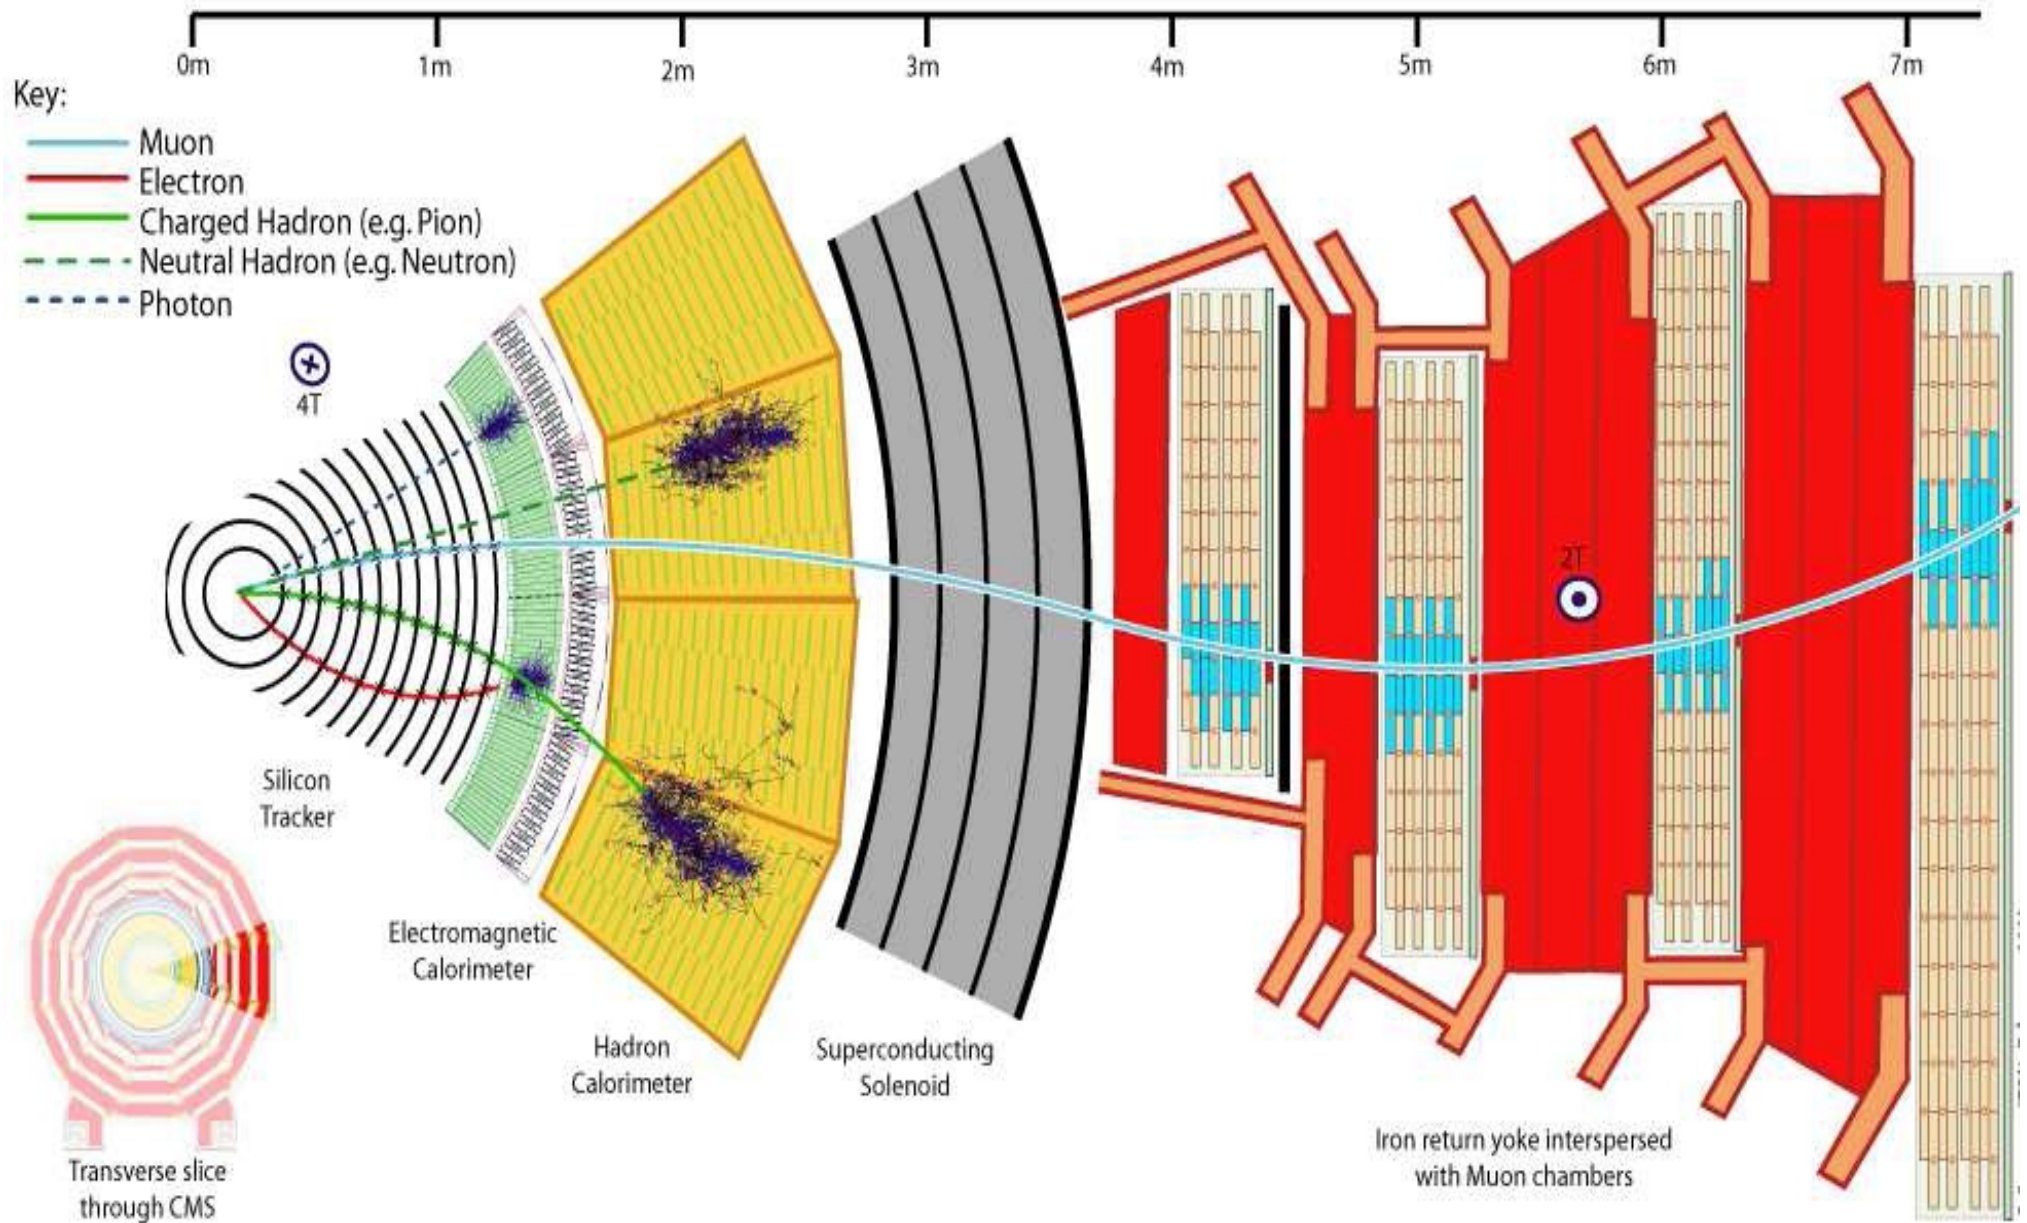 0m 1m 2m 3m 4m 5m 6m 7m
Key:
Muon
Electron
Charged Hadron (e.g. Pion)
Neutral Hadron (e.g. Neutron)
Photon
4T
2T
Silicon
Tracker
Electromagnetic
Calorimeter
Hadron
Calorimeter
Superconducting
Solenoid
Iron return yoke interspersed
with Muon chambers
Transverse slice
through CMS